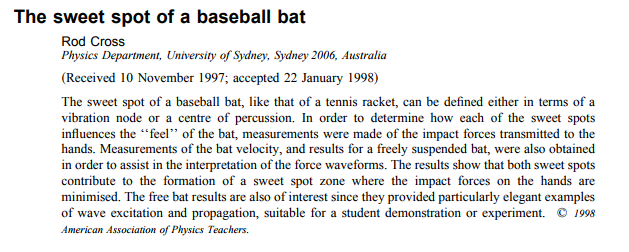 The sweet spot of a baseball bat
Rod Cross
Physics Department, University of Sydney, Sydney 2006, Australia
(Received 10 November 1997; accepted 22 January 1998)
The sweet spot of a baseball bat, like that of a tennis racket, can be defined either in terms of a
vibration node or a centre of percussion. In order to determine how each of the sweet spots
influences the ‘‘feel’’ of the bat, measurements were made of the impact forces transmitted to the
hands. Measurements of the bat velocity, and results for a freely suspended bat, were also obtained
in order to assist in the interpretation of the force waveforms. The results show that both sweet spots
contribute to the formation of a sweet spot zone where the impact forces on the hands are
minimised. The free bat results are also of interest since they provided particularly elegant examples
of wave excitation and propagation, suitable for a student demonstration or experiment. © 1998
American Association of Physics Teachers.